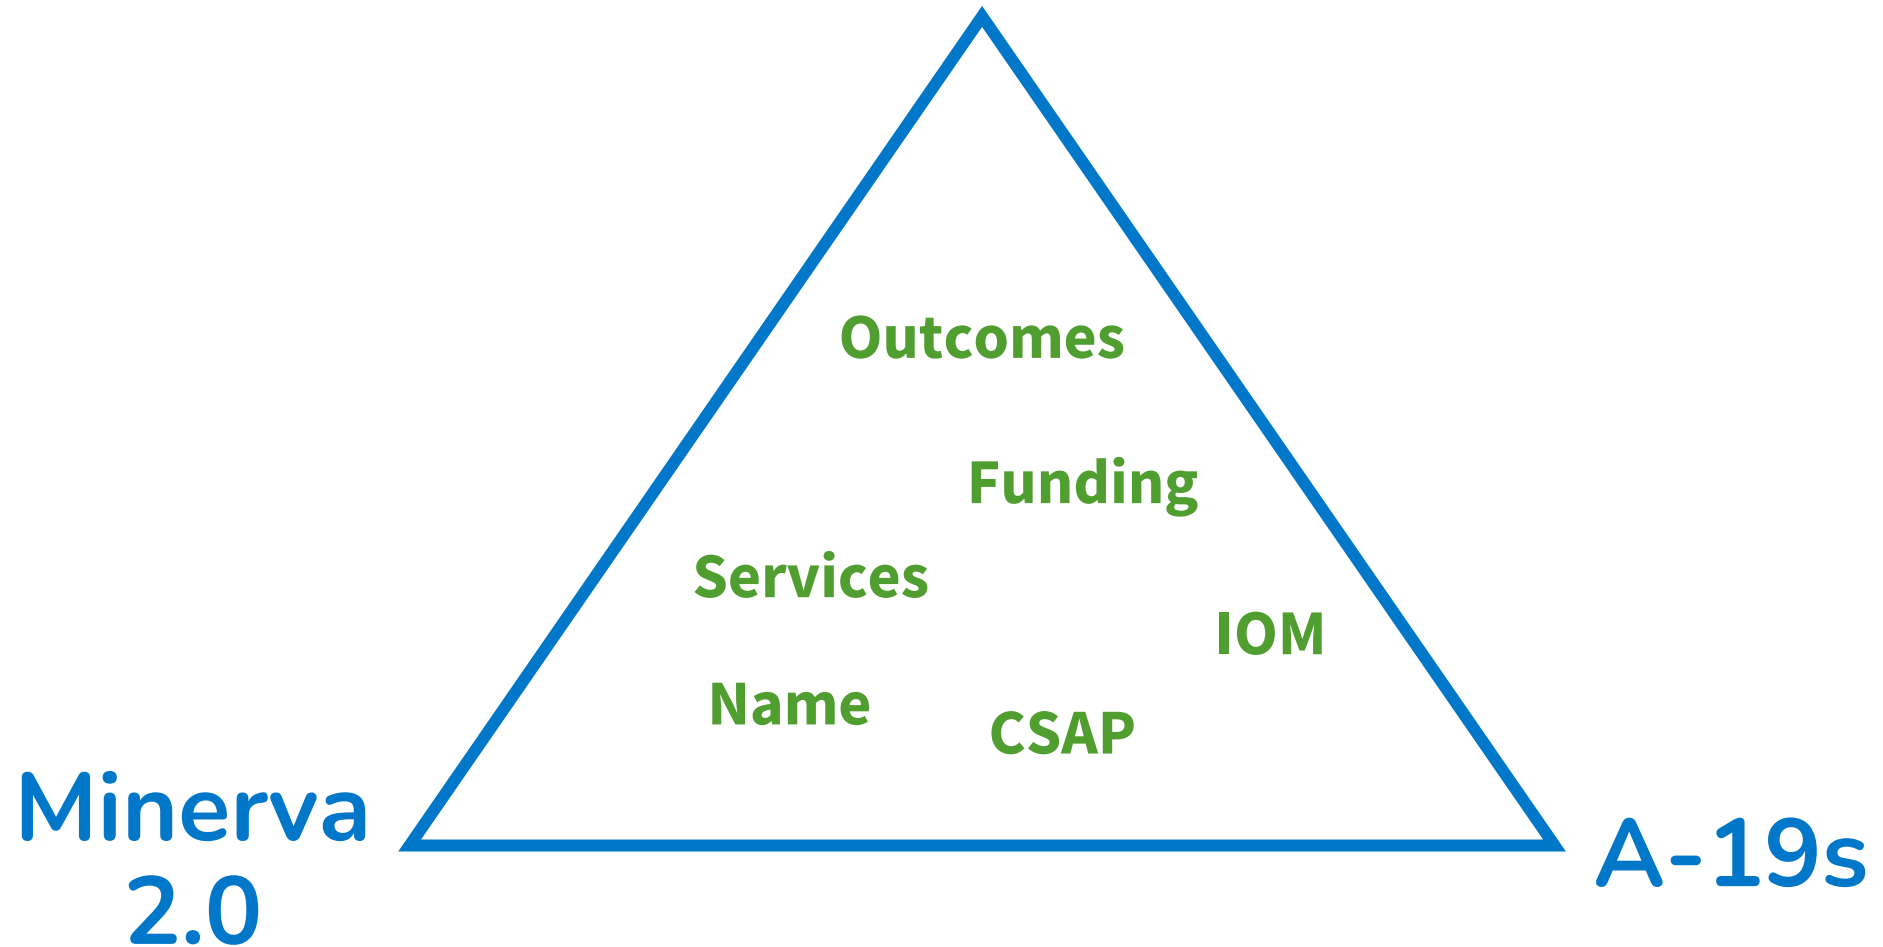 Outcomes
Funding
Services
IOM
Name
CSAP
Minerva
2.0
A-19s